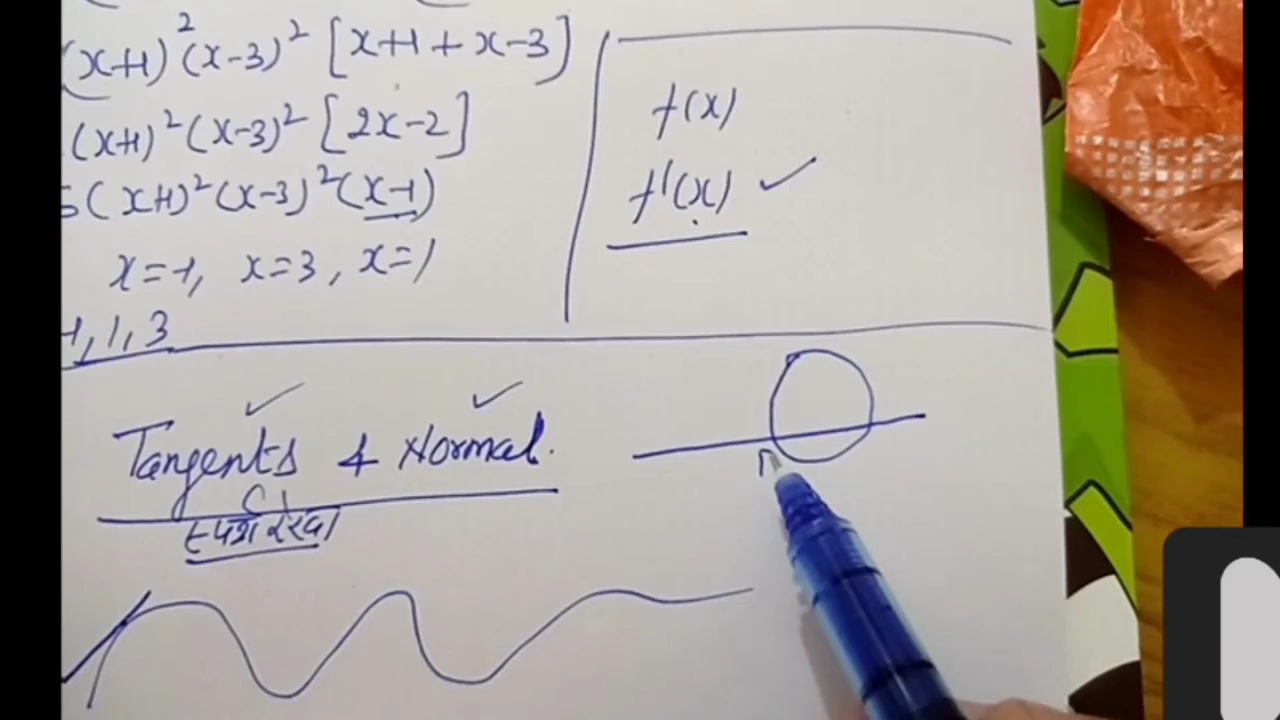 (x+1)²(x-3)² [x+1+x-3]
(x+1)²(x-3)² [2x-2]
6(x+1)²(x-3)²(x-1)
x=-1, x=3, x=1
-1, 1, 3
f(x)
f'(x) ✓
Tangents & Normal.
स्पर्श रेखा